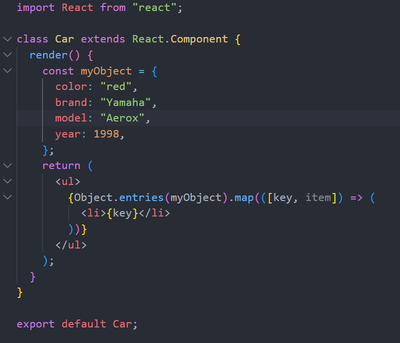 import React from "react";

class Car extends React.Component {
  render() {
    const myObject = {
      color: "red",
      brand: "Yamaha",
      model: "Aerox",
      year: 1998,
    };
    return (
      <ul>
        {Object.entries(myObject).map(([key, item]) => (
          <li>{key}</li>
        ))}
      </ul>
    );
  }
}

export default Car;